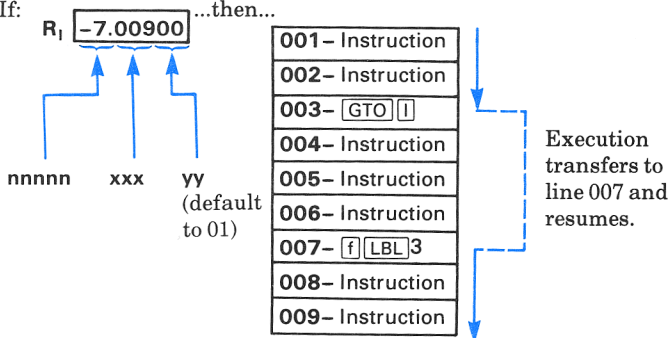 If: R_I -7.00900 ...then...
001– Instruction
002– Instruction
003– GTO I
004– Instruction
005– Instruction
006– Instruction
007– f LBL 3
008– Instruction
009– Instruction
nnnnn xxx yy
(default
to 01)
Execution
transfers to
line 007 and
resumes.